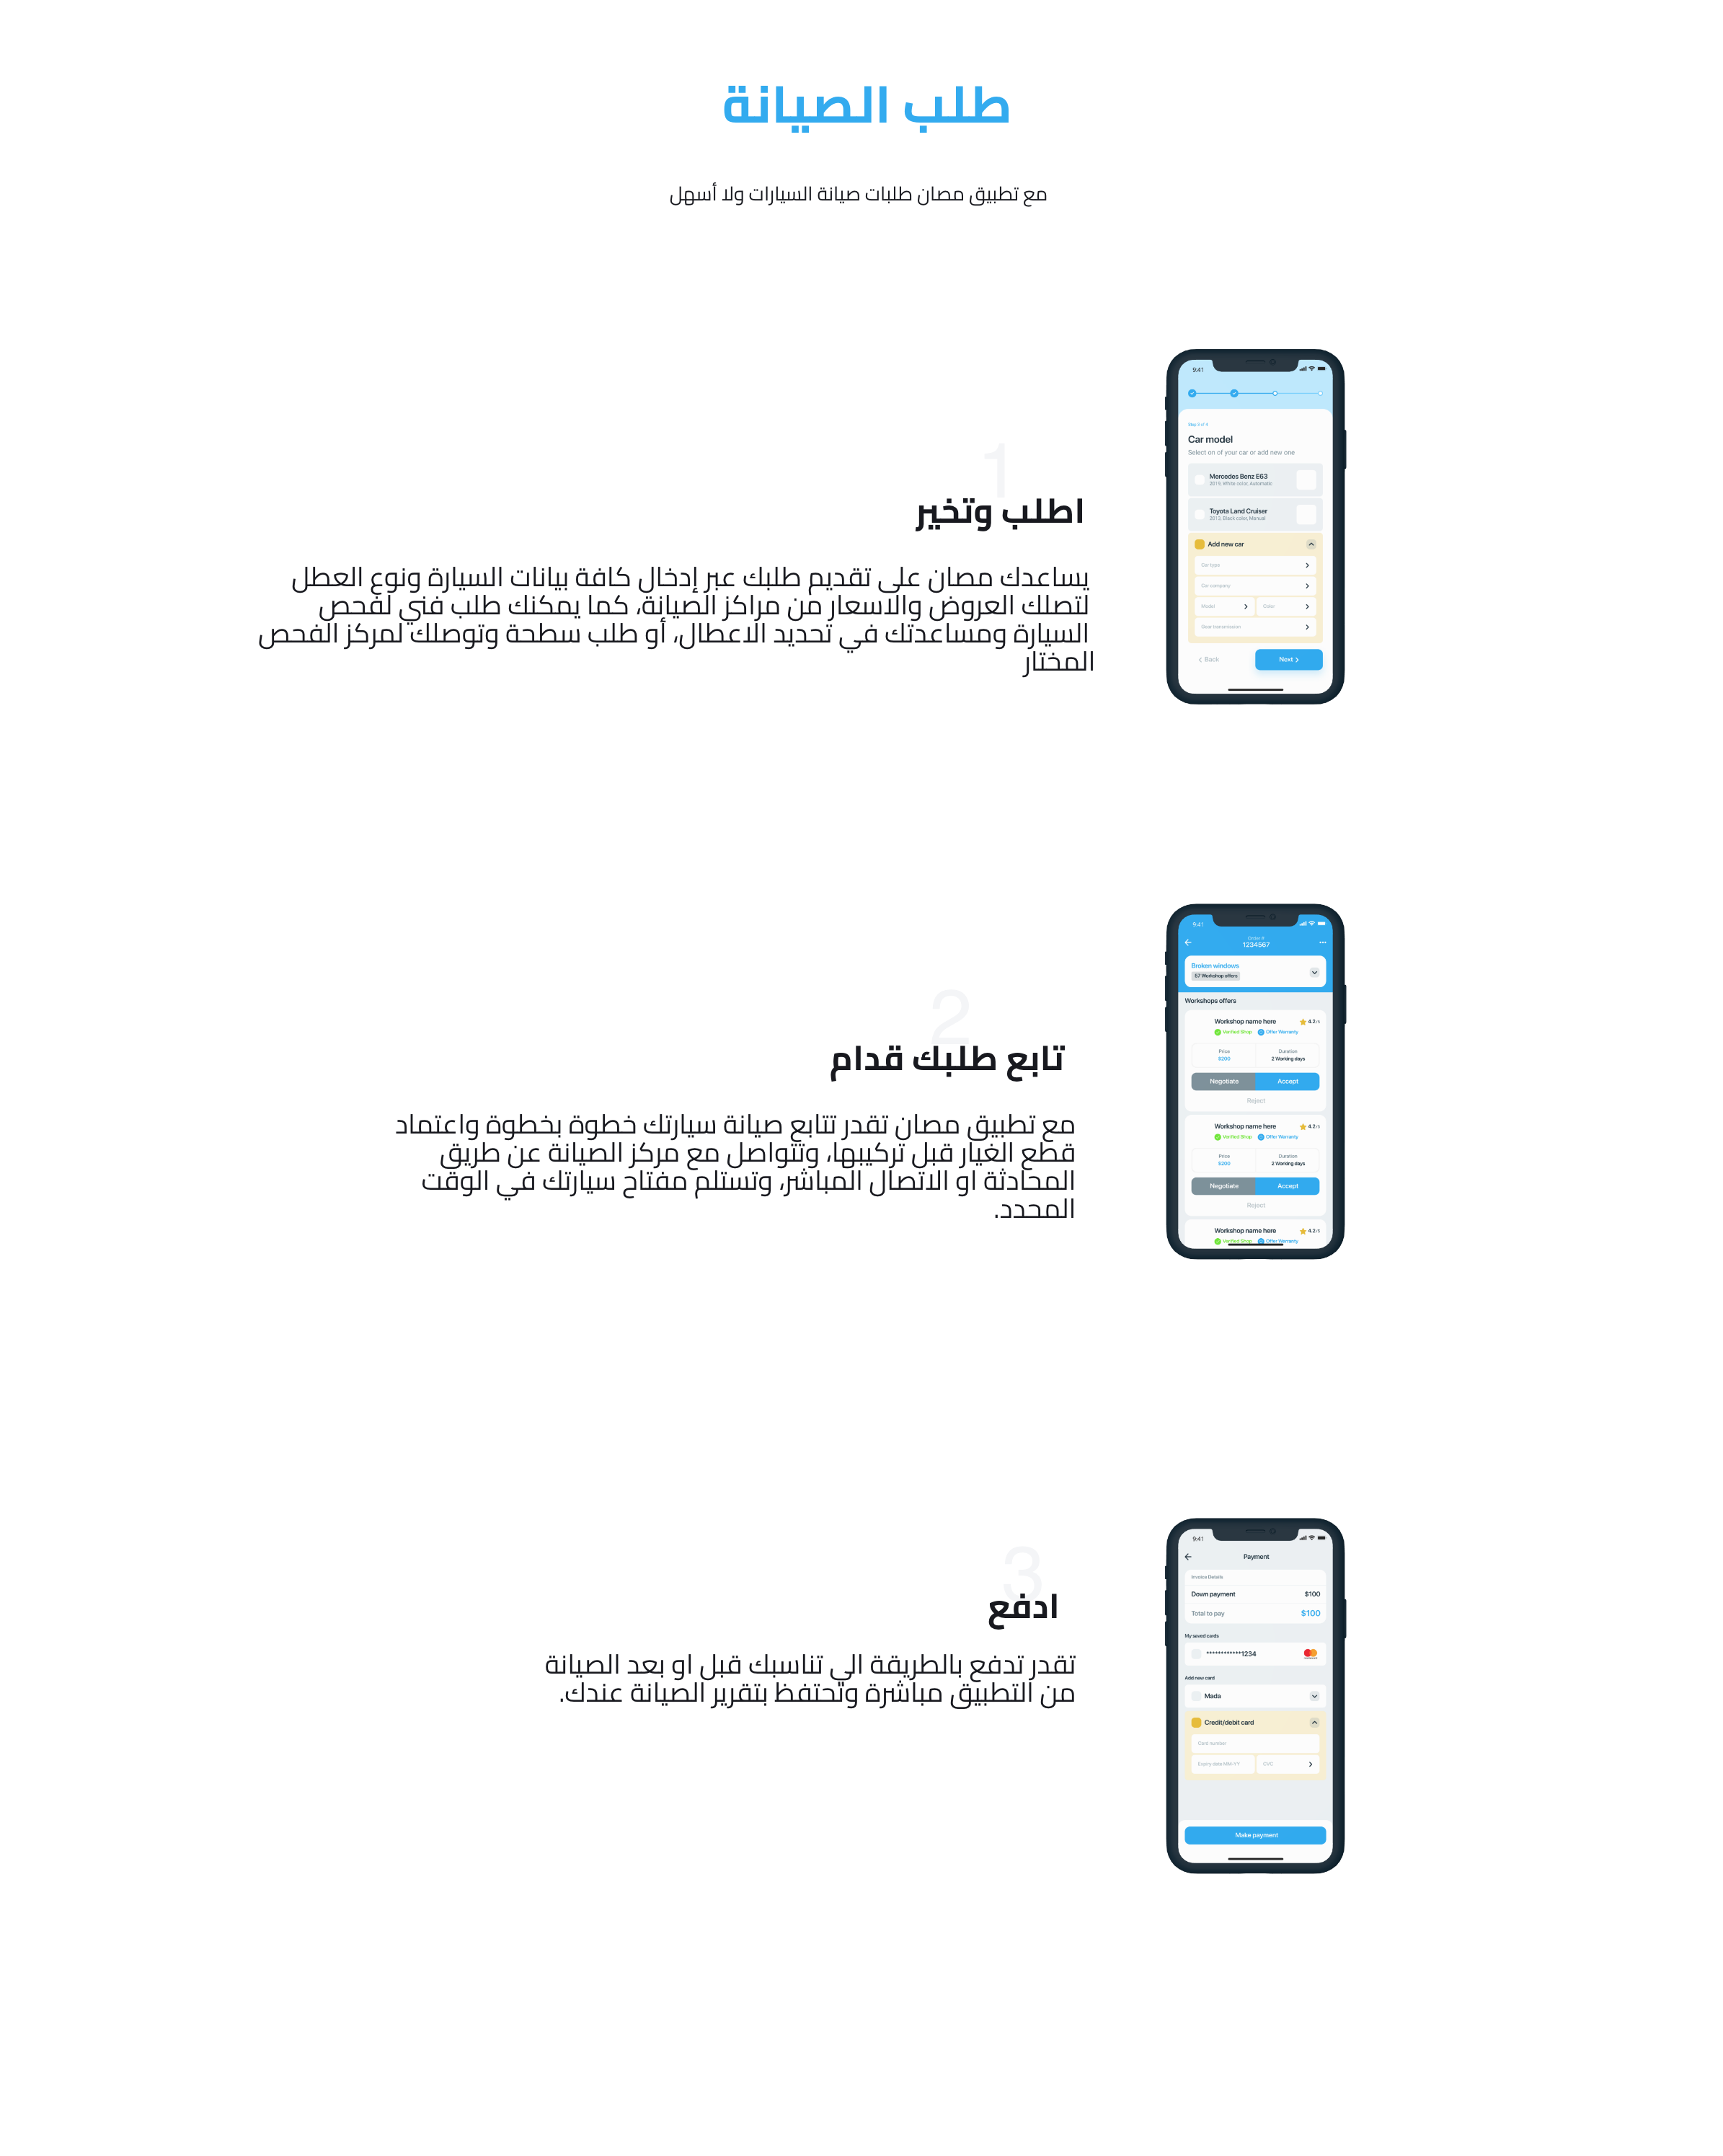 طلب الصيانة
مع تطبيق مصان طلبات صيانة السيارات ولا أسهل
1
اطلب وتخير
يساعدك مصان على تقديم طلبك عبر إدخال كافة بيانات السيارة ونوع العطل
لتصلك العروض والاسعار من مراكز الصيانة، كما يمكنك طلب فني لفحص
السيارة ومساعدتك في تحديد الاعطال، أو طلب سطحة وتوصلك لمركز الفحص
المختار
9:41
Step 3 of 4
Car model
Select on of your car or add new one
Mercedes Benz E63
2019, White color, Automatic
Toyota Land Cruiser
2013, Black color, Manual
Add new car
Car type
Car company
Model
Color
Gear transmission
Back
Next
2
تابع طلبك قدام
مع تطبيق مصان تقدر تتابع صيانة سيارتك خطوة بخطوة واعتماد
قطع الغيار قبل تركيبها، وتتواصل مع مركز الصيانة عن طريق
المحادثة او الاتصال المباشر، وتستلم مفتاح سيارتك في الوقت
المحدد.
9:41
Order #
1234567
Broken windows
57 Workshop offers
Workshops offers
Workshop name here 4.2/5
Verified Shop Offer Warranty
Price Duration
$200 2 Working days
Negotiate Accept
Reject
Workshop name here 4.2/5
Verified Shop Offer Warranty
Price Duration
$200 2 Working days
Negotiate Accept
Reject
Workshop name here 4.2/5
Verified Shop Offer Warranty
3
ادفع
تقدر تدفع بالطريقة الي تناسبك قبل او بعد الصيانة
من التطبيق مباشرة وتحتفظ بتقرير الصيانة عندك.
9:41
Payment
Invoice Details
Down payment $100
Total to pay $100
My saved cards
************1234
Add new card
Mada
Credit/debit card
Card number
Expiry date MM-YY
CVC
Make payment